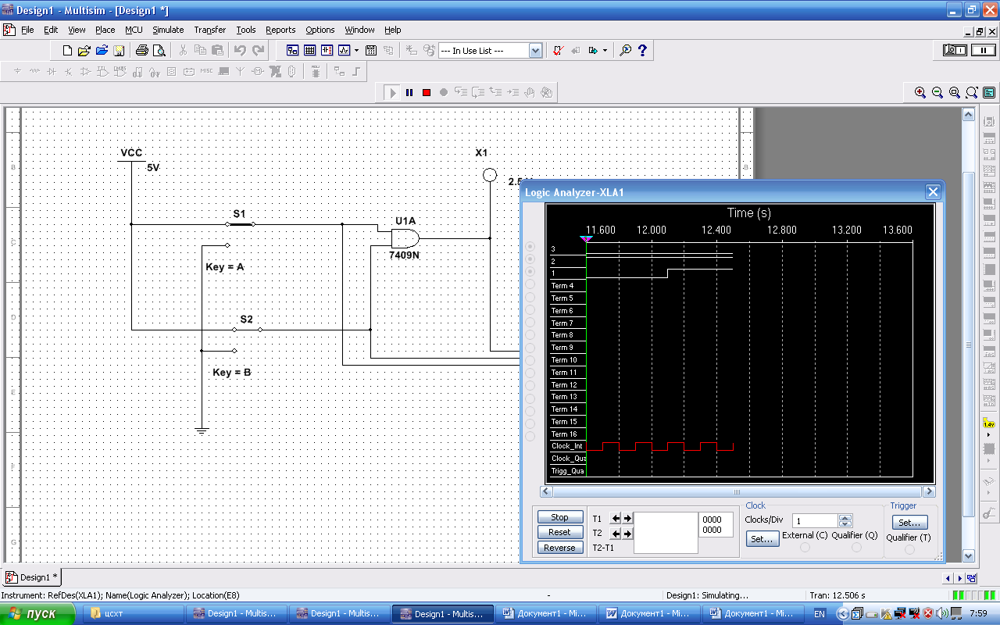 Design1 - Multisim - [Design1 *]
File Edit View Place MCU Simulate Transfer Tools Reports Options Window Help
--- In Use List ---
MISC
VCC
5V
X1
S1
U1A
7409N
Key = A
S2
Key = B
B
C
D
E
F
G
B
Logic Analyzer-XLA1
Time (s)
11.600 12.000 12.400 12.800 13.200 13.600
3
2
1
Term 4
Term 5
Term 6
Term 7
Term 8
Term 9
Term 10
Term 11
Term 12
Term 13
Term 14
Term 15
Term 16
Clock_Int
Clock_Qua
Trigg_Qua
Stop
Reset
Reverse
T1
T2
T2-T1
0000
0000
Clock
Clocks/Div 1
Set...
External (C) Qualifier (Q)
Trigger
Set...
Qualifier (T)
1.4v
Design1 *
Instrument: RefDes(XLA1); Name(Logic Analyzer); Location(E8) - Design1: Simulating... Tran: 12.506 s
пуск цсхт Design1 - Multis... Design1 - Multis... Design1 - Multis... Документ1 - Mi... Документ1 - Mi... Документ1 - Mi... EN 7:59